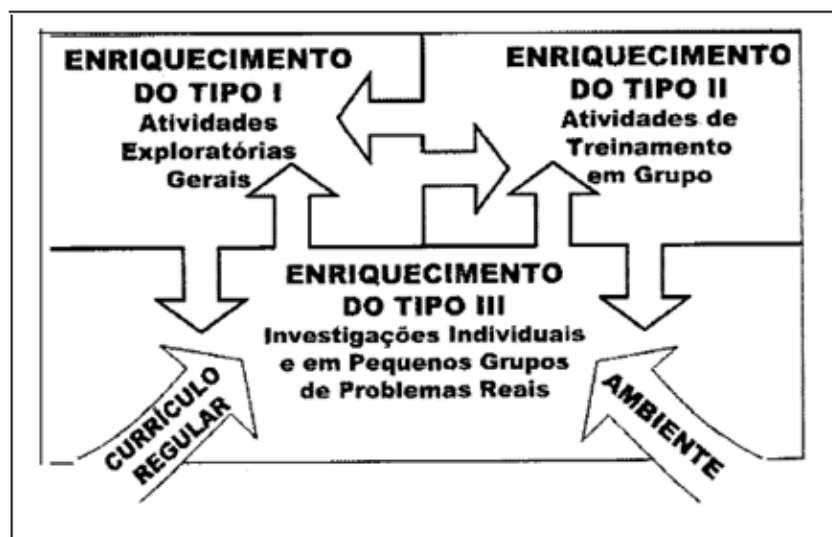 ENRIQUECIMENTO
DO TIPO I
Atividades
Exploratórias
Gerais
ENRIQUECIMENTO
DO TIPO II
Atividades de
Treinamento
em Grupo
ENRIQUECIMENTO
DO TIPO III
Investigações Individuais
e em Pequenos Grupos
de Problemas Reais
CURRÍCULO
REGULAR
AMBIENTE